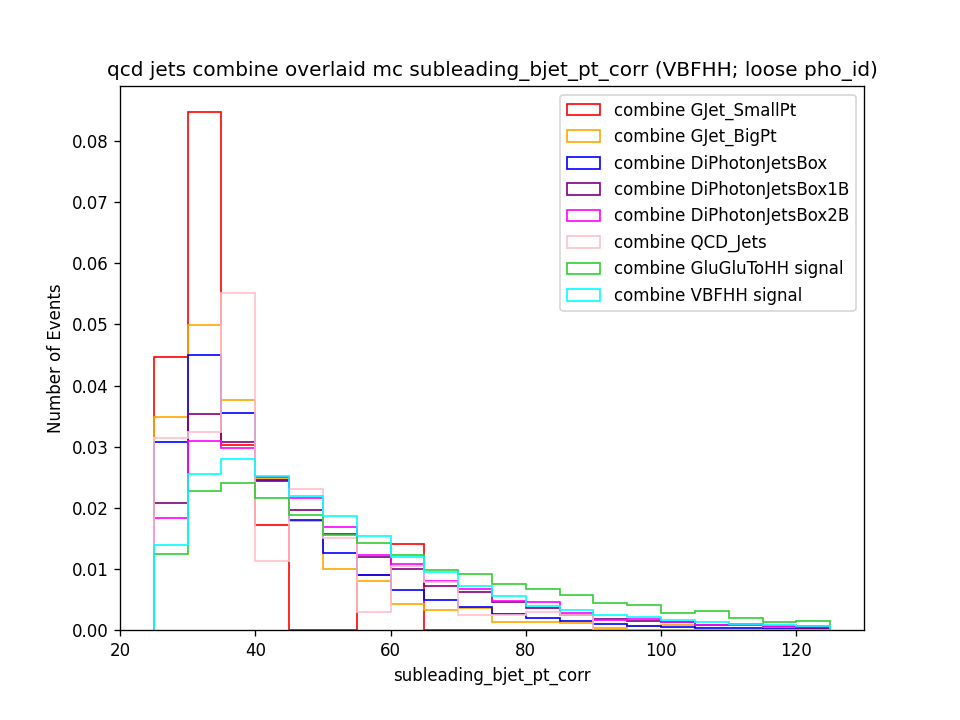 qcd jets combine overlaid mc subleading_bjet_pt_corr (VBFHH; loose pho_id)
combine GJet_SmallPt
combine GJet_BigPt
combine DiPhotonJetsBox
combine DiPhotonJetsBox1B
combine DiPhotonJetsBox2B
combine QCD_Jets
combine GluGluToHH signal
combine VBFHH signal
Number of Events
0.08
0.07
0.06
0.05
0.04
0.03
0.02
0.01
0.00
20 40 60 80 100 120
subleading_bjet_pt_corr